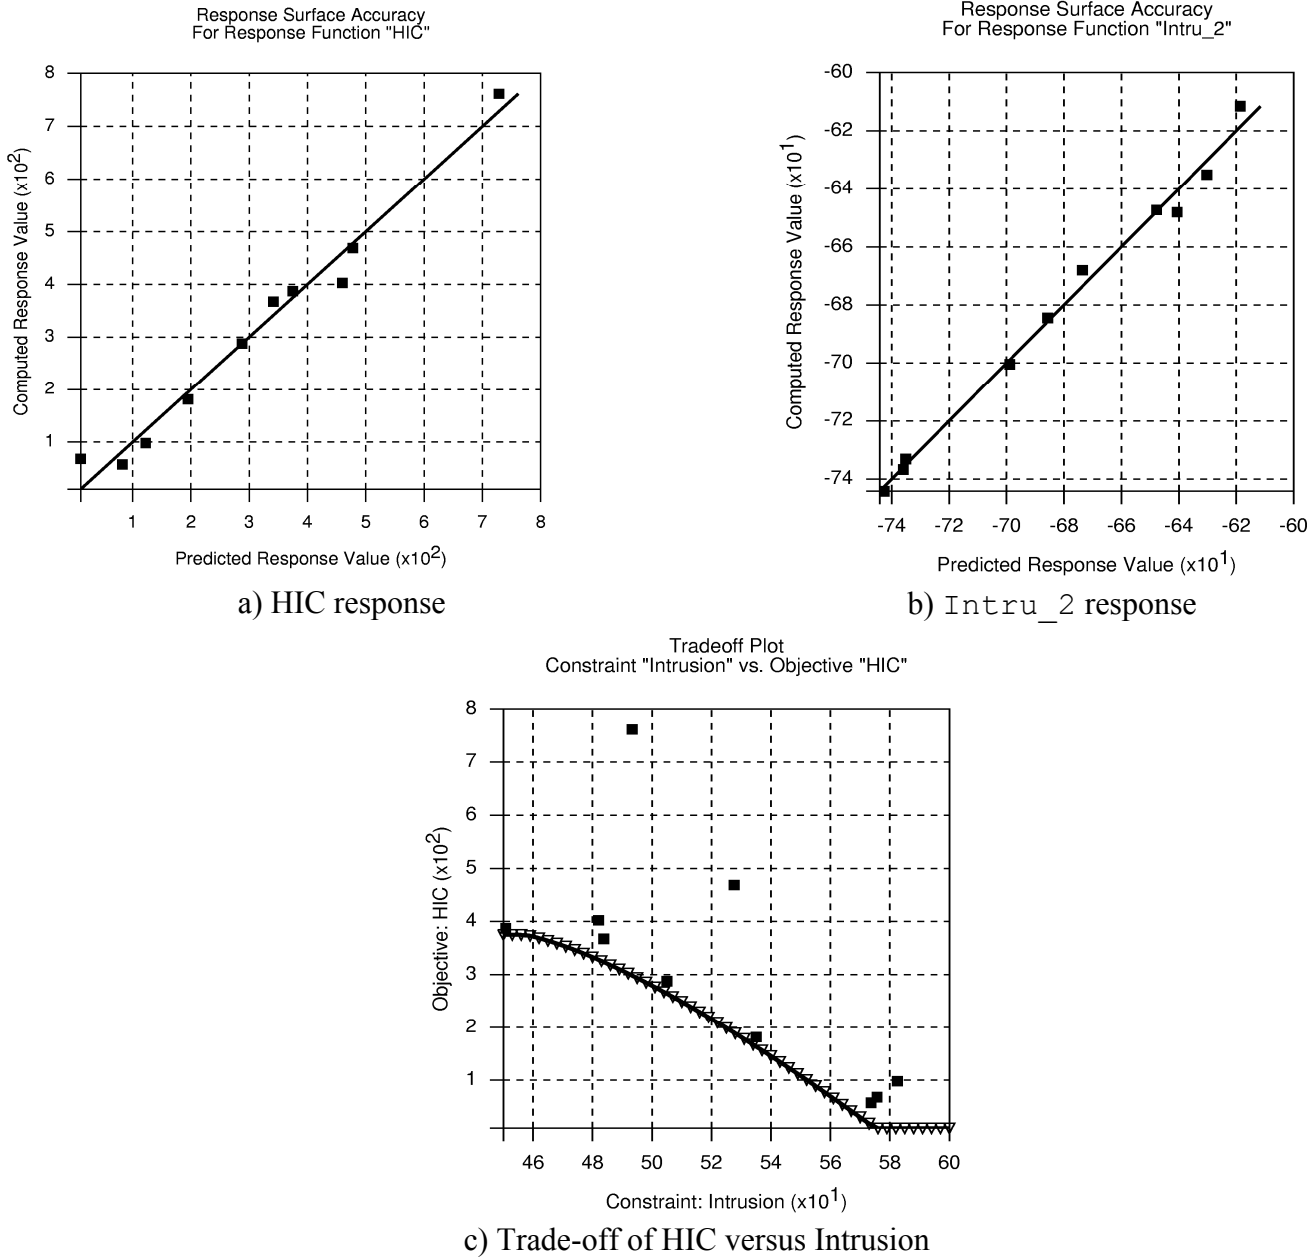 Response Surface Accuracy
For Response Function "HIC"
8
7
6
5
4
3
2
1
Computed Response Value (x10²)
1 2 3 4 5 6 7 8
Predicted Response Value (x10²)
a) HIC response
Response Surface Accuracy
For Response Function "Intru_2"
-60
-62
-64
-66
-68
-70
-72
-74
Computed Response Value (x10¹)
-74 -72 -70 -68 -66 -64 -62 -60
Predicted Response Value (x10¹)
b) Intru_2 response
Tradeoff Plot
Constraint "Intrusion" vs. Objective "HIC"
8
7
6
5
4
3
2
1
Objective: HIC (x10²)
46 48 50 52 54 56 58 60
Constraint: Intrusion (x10¹)
c) Trade-off of HIC versus Intrusion